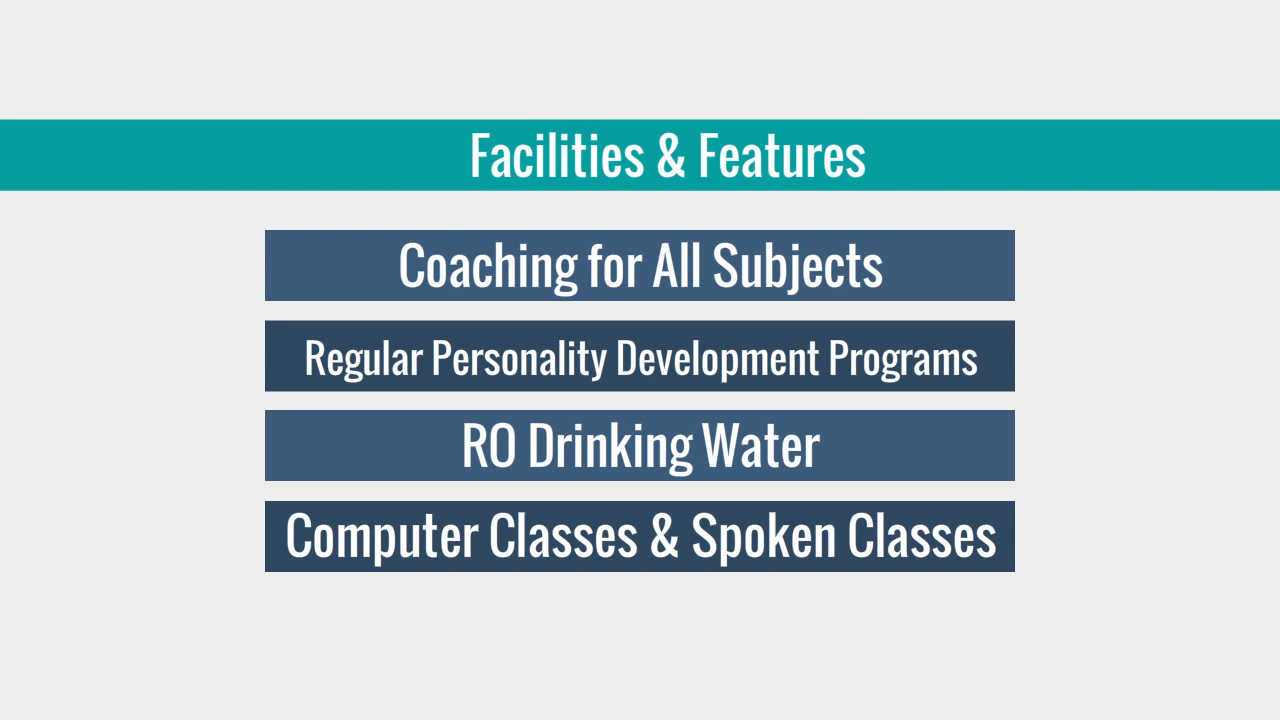 Facilities & Features
Coaching for All Subjects
Regular Personality Development Programs
RO Drinking Water
Computer Classes & Spoken Classes